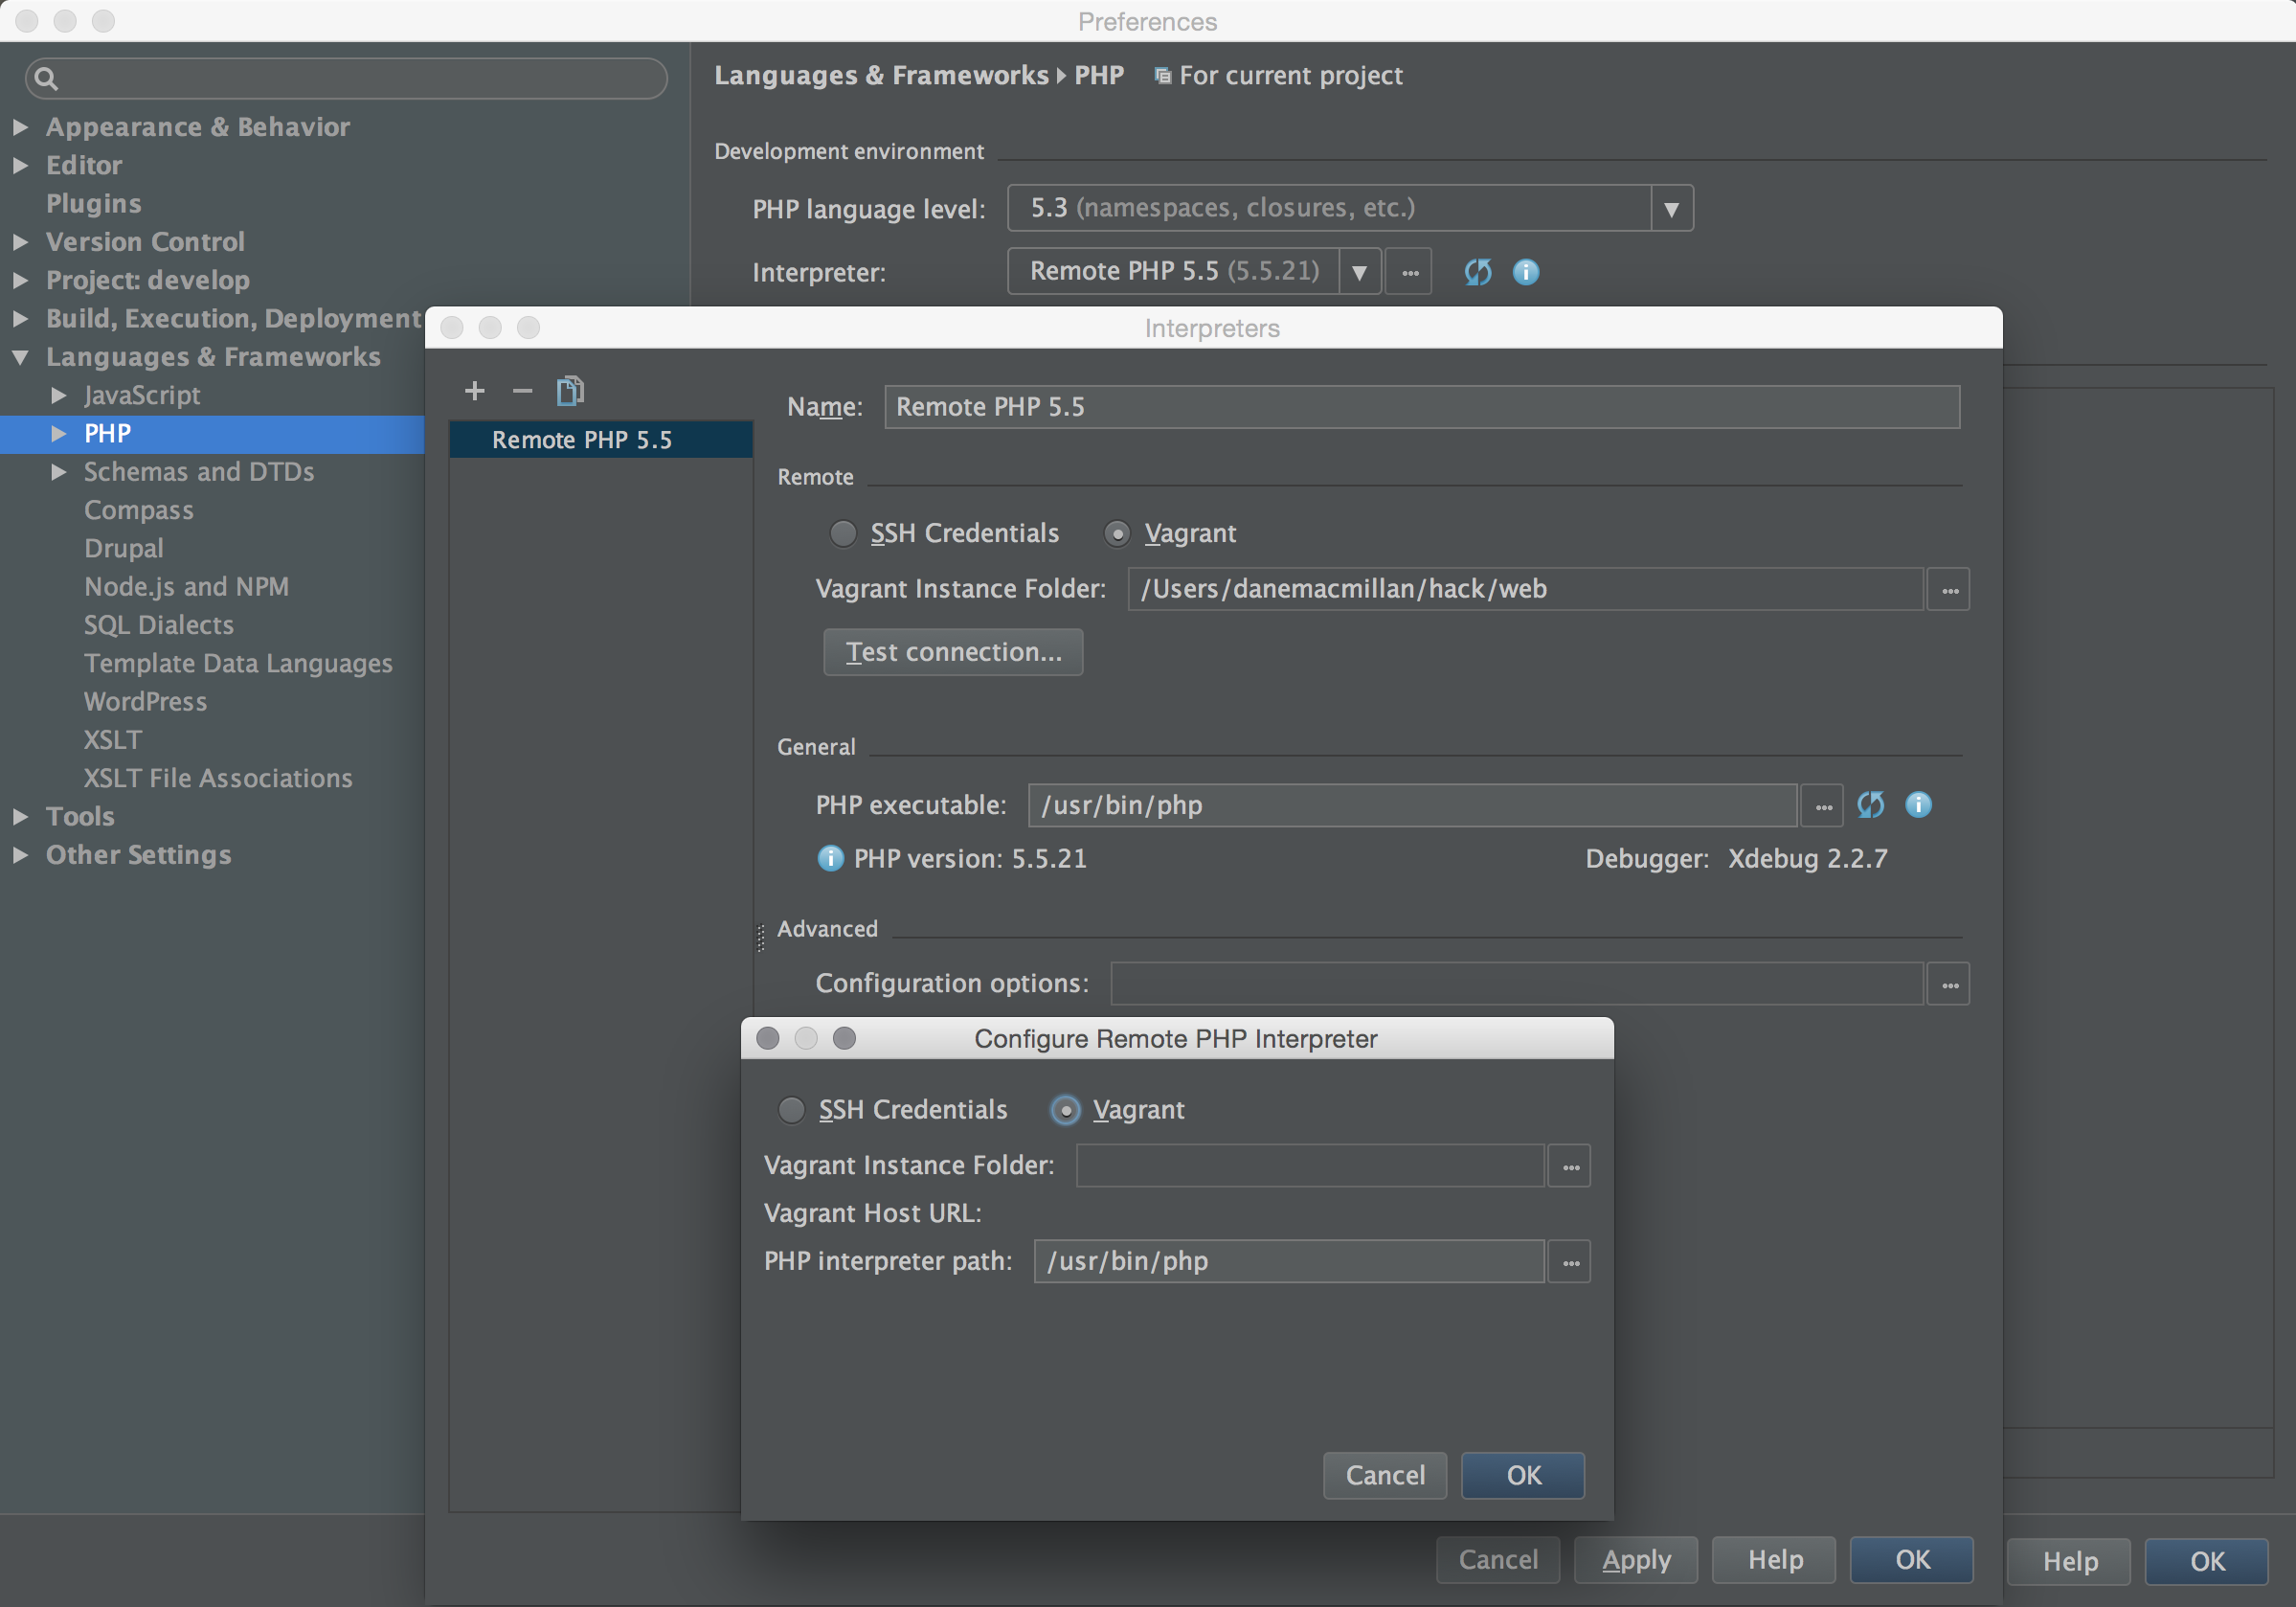 Preferences
Appearance & Behavior
Editor
Plugins
Version Control
Project: develop
Build, Execution, Deployment
Languages & Frameworks
JavaScript
PHP
Schemas and DTDs
Compass
Drupal
Node.js and NPM
SQL Dialects
Template Data Languages
WordPress
XSLT
XSLT File Associations
Tools
Other Settings
Languages & Frameworks PHP For current project
Development environment
PHP language level: 5.3 (namespaces, closures, etc.)
Interpreter: Remote PHP 5.5 (5.5.21) ...
Interpreters
Remote PHP 5.5
Name: Remote PHP 5.5
Remote
SSH Credentials Vagrant
Vagrant Instance Folder: /Users/danemacmillan/hack/web ...
Test connection...
General
PHP executable: /usr/bin/php ...
PHP version: 5.5.21 Debugger: Xdebug 2.2.7
Advanced
Configuration options: ...
Configure Remote PHP Interpreter
SSH Credentials Vagrant
Vagrant Instance Folder: ...
Vagrant Host URL:
PHP interpreter path: /usr/bin/php ...
Cancel OK
Cancel Apply Help OK
Help OK